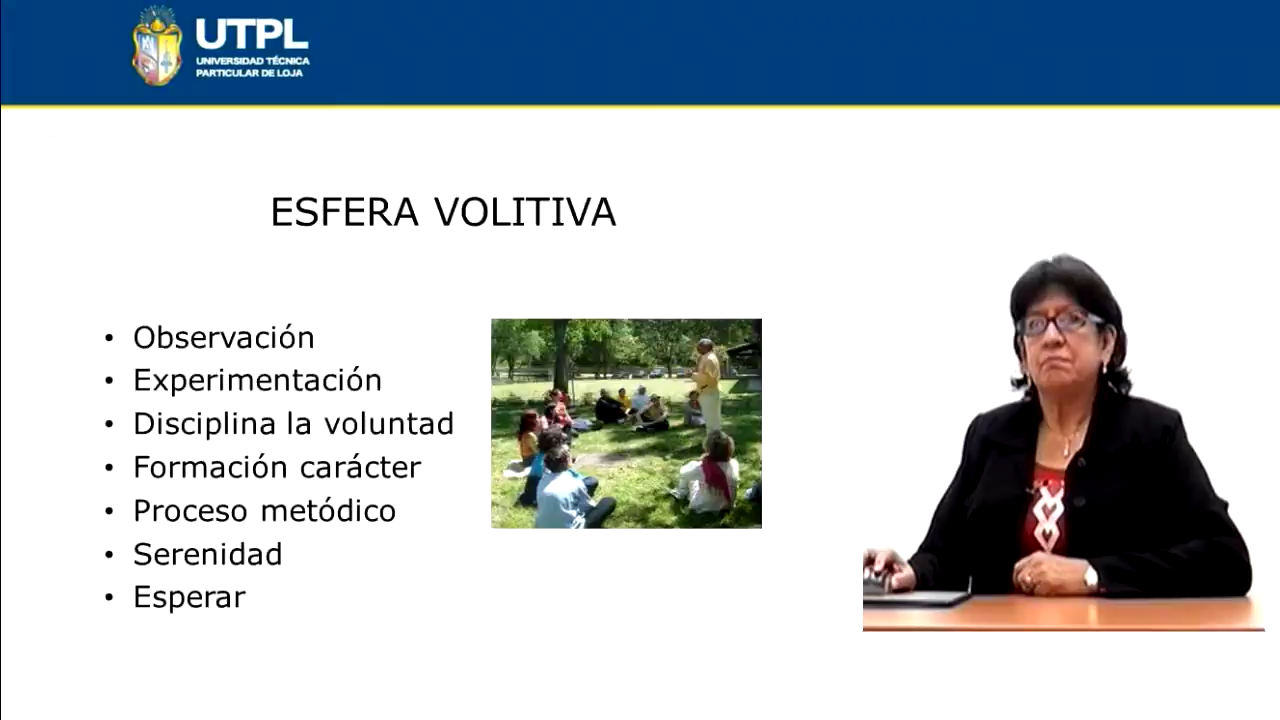 UTPL
UNIVERSIDAD TÉCNICA
PARTICULAR DE LOJA
ESFERA VOLITIVA
• Observación
• Experimentación
• Disciplina la voluntad
• Formación carácter
• Proceso metódico
• Serenidad
• Esperar